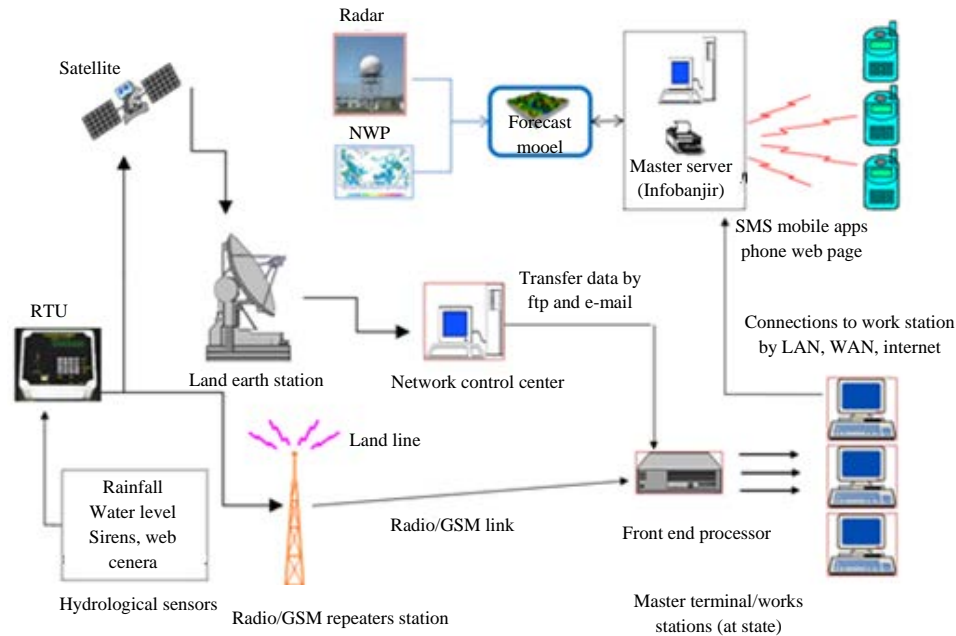 Radar
Satellite
NWP
Forecast
mooel
Master server
(Infobanjir)
SMS mobile apps
phone web page
RTU
Land earth station
Transfer data by
ftp and e-mail
Network control center
Connections to work station
by LAN, WAN, internet
Land line
Rainfall
Water level
Sirens, web
cenera
Radio/GSM link
Front end processor
Hydrological sensors
Radio/GSM repeaters station
Master terminal/works
stations (at state)